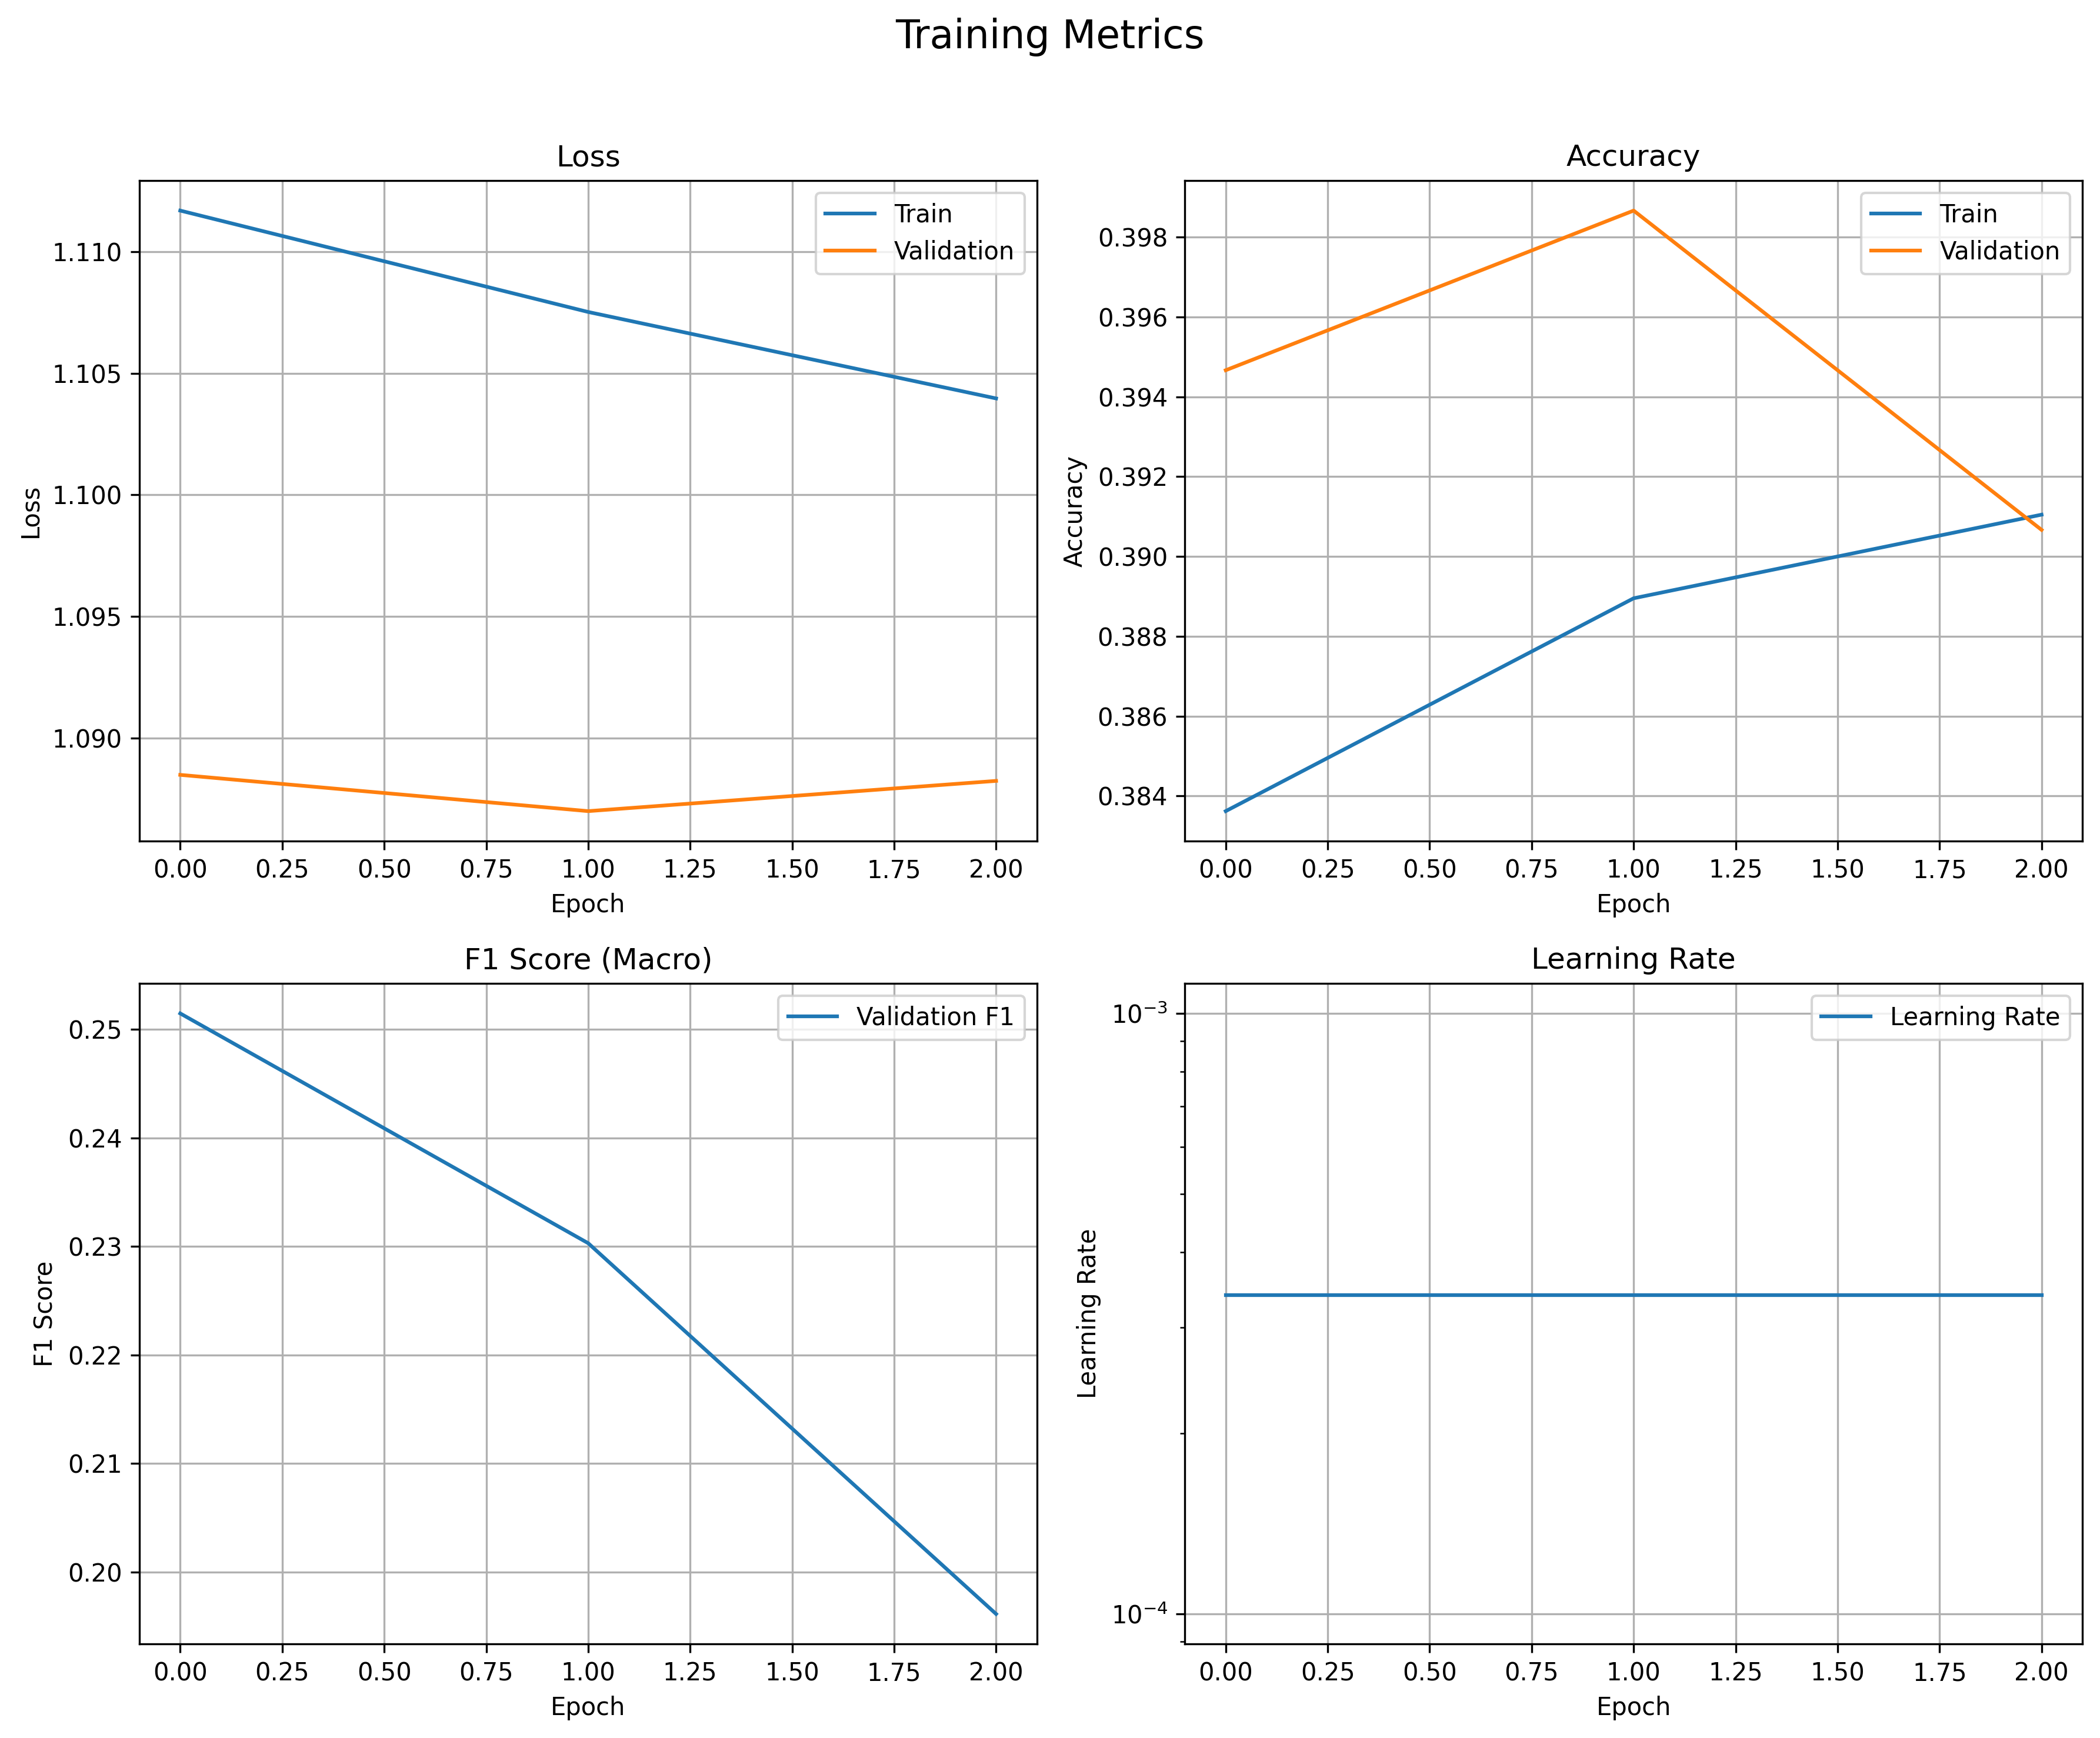 Training Metrics
Loss
Train
Validation
1.110
1.105
1.100
1.095
1.090
Loss
0.00 0.25 0.50 0.75 1.00 1.25 1.50 1.75 2.00
Epoch
Accuracy
Train
Validation
0.398
0.396
0.394
0.392
0.390
0.388
0.386
0.384
Accuracy
0.00 0.25 0.50 0.75 1.00 1.25 1.50 1.75 2.00
Epoch
F1 Score (Macro)
Validation F1
0.25
0.24
0.23
0.22
0.21
0.20
F1 Score
0.00 0.25 0.50 0.75 1.00 1.25 1.50 1.75 2.00
Epoch
Learning Rate
Learning Rate
10⁻³
10⁻⁴
Learning Rate
0.00 0.25 0.50 0.75 1.00 1.25 1.50 1.75 2.00
Epoch